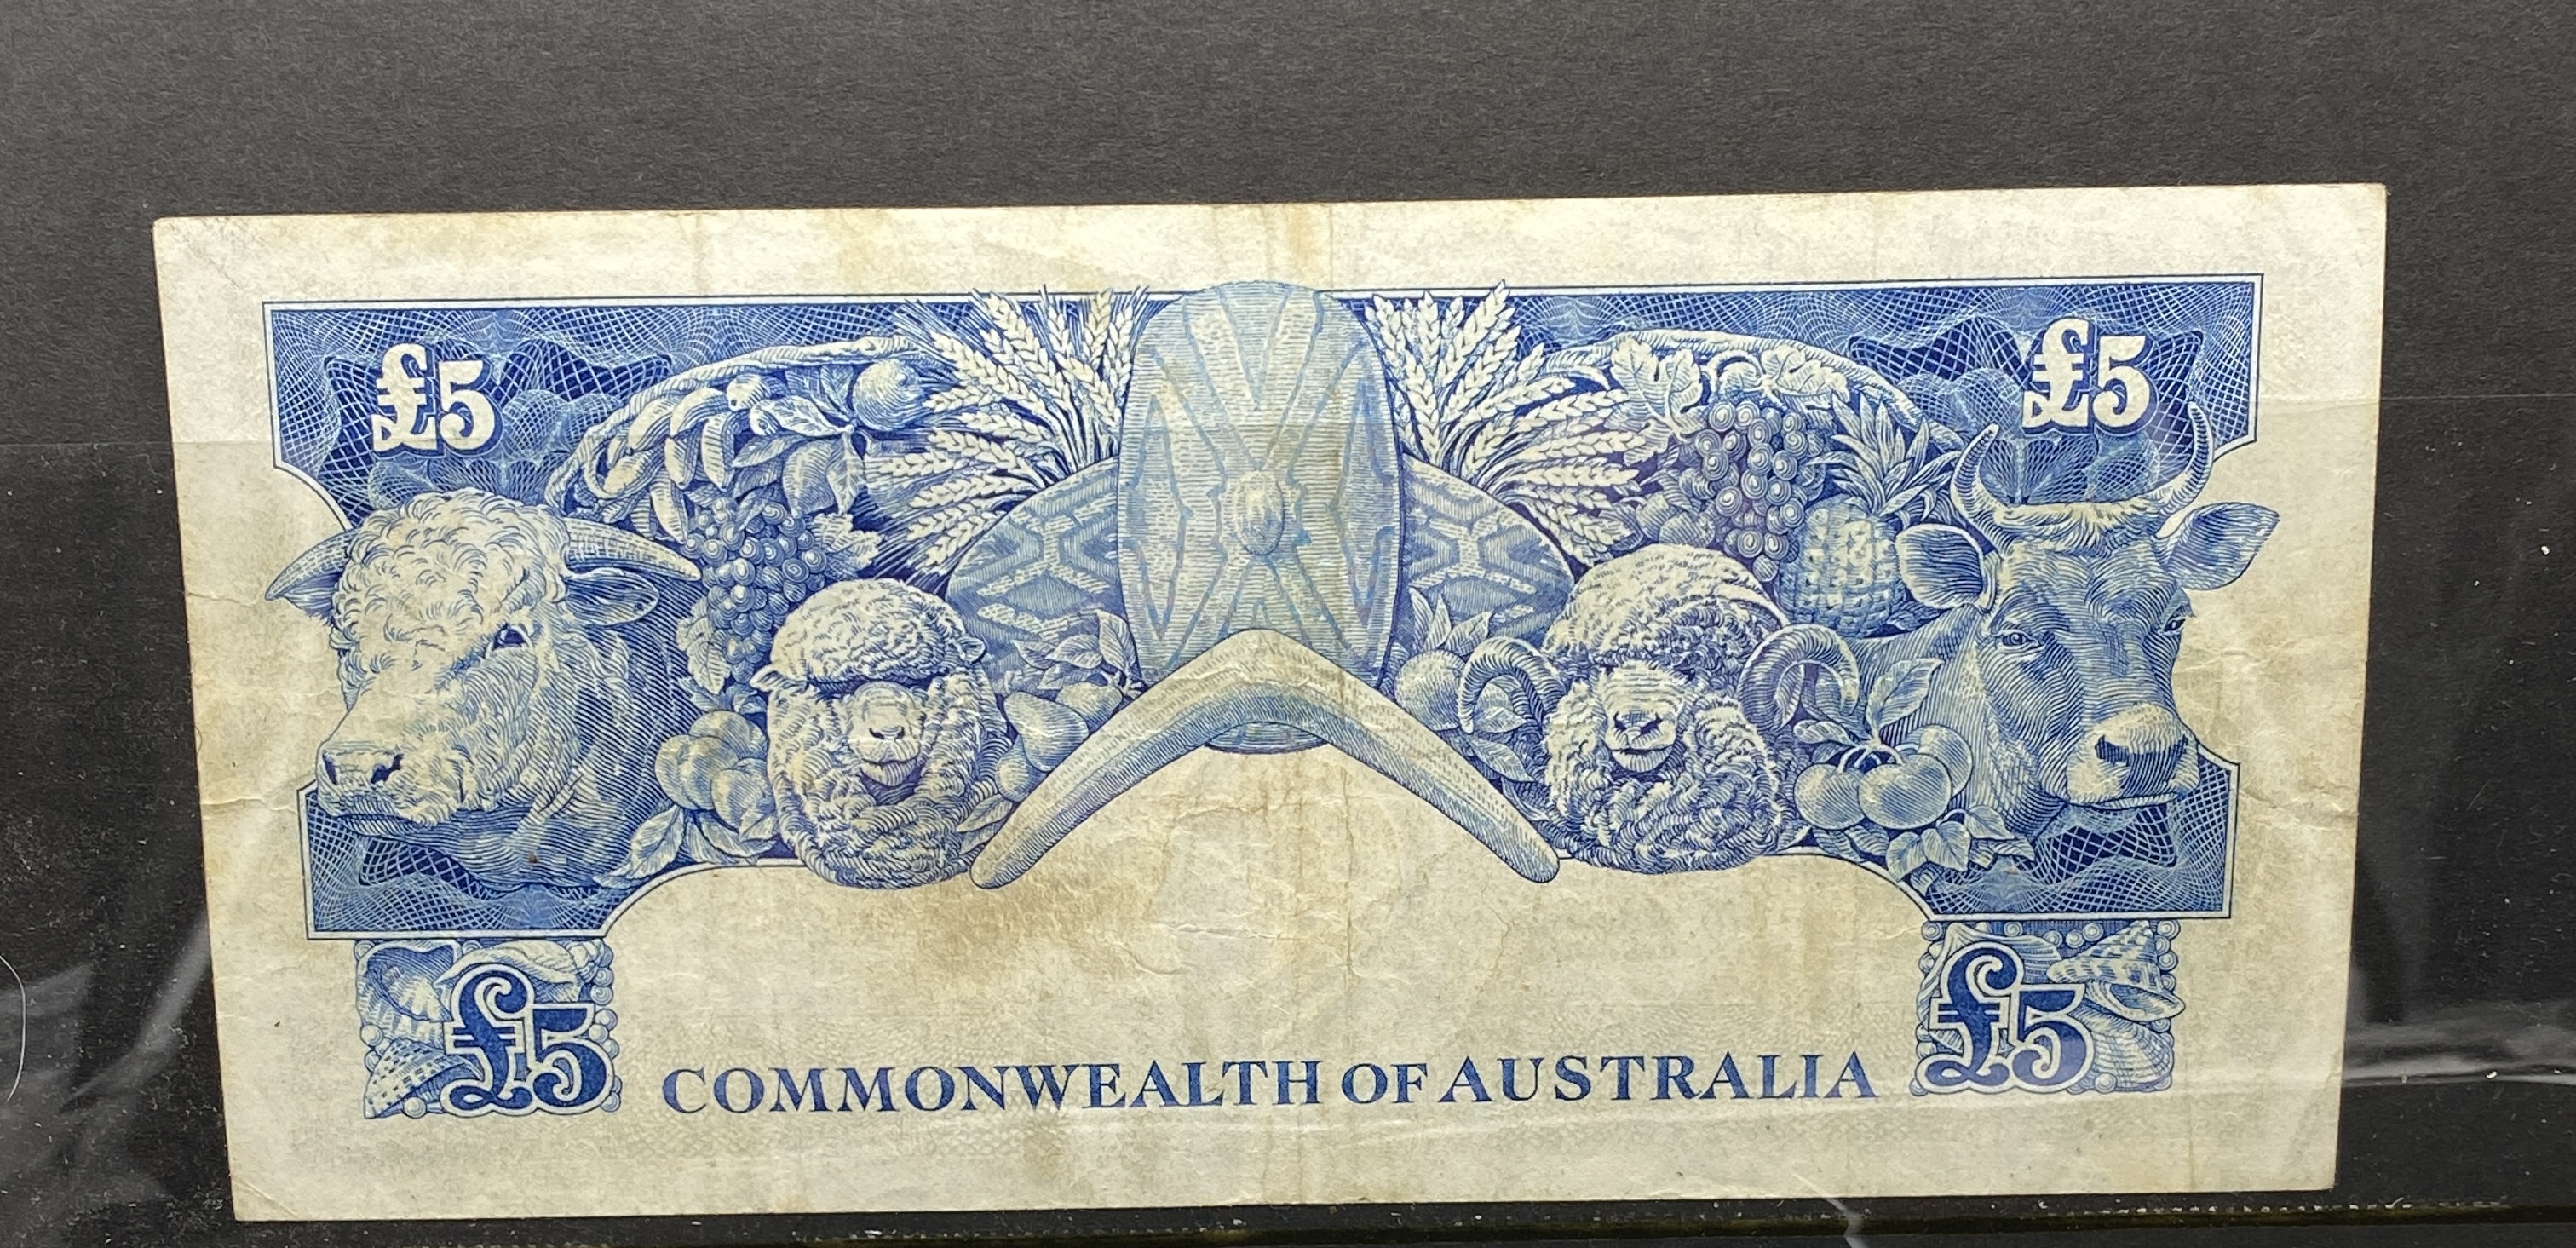 £5 £5
£5 COMMONWEALTH OF AUSTRALIA £5